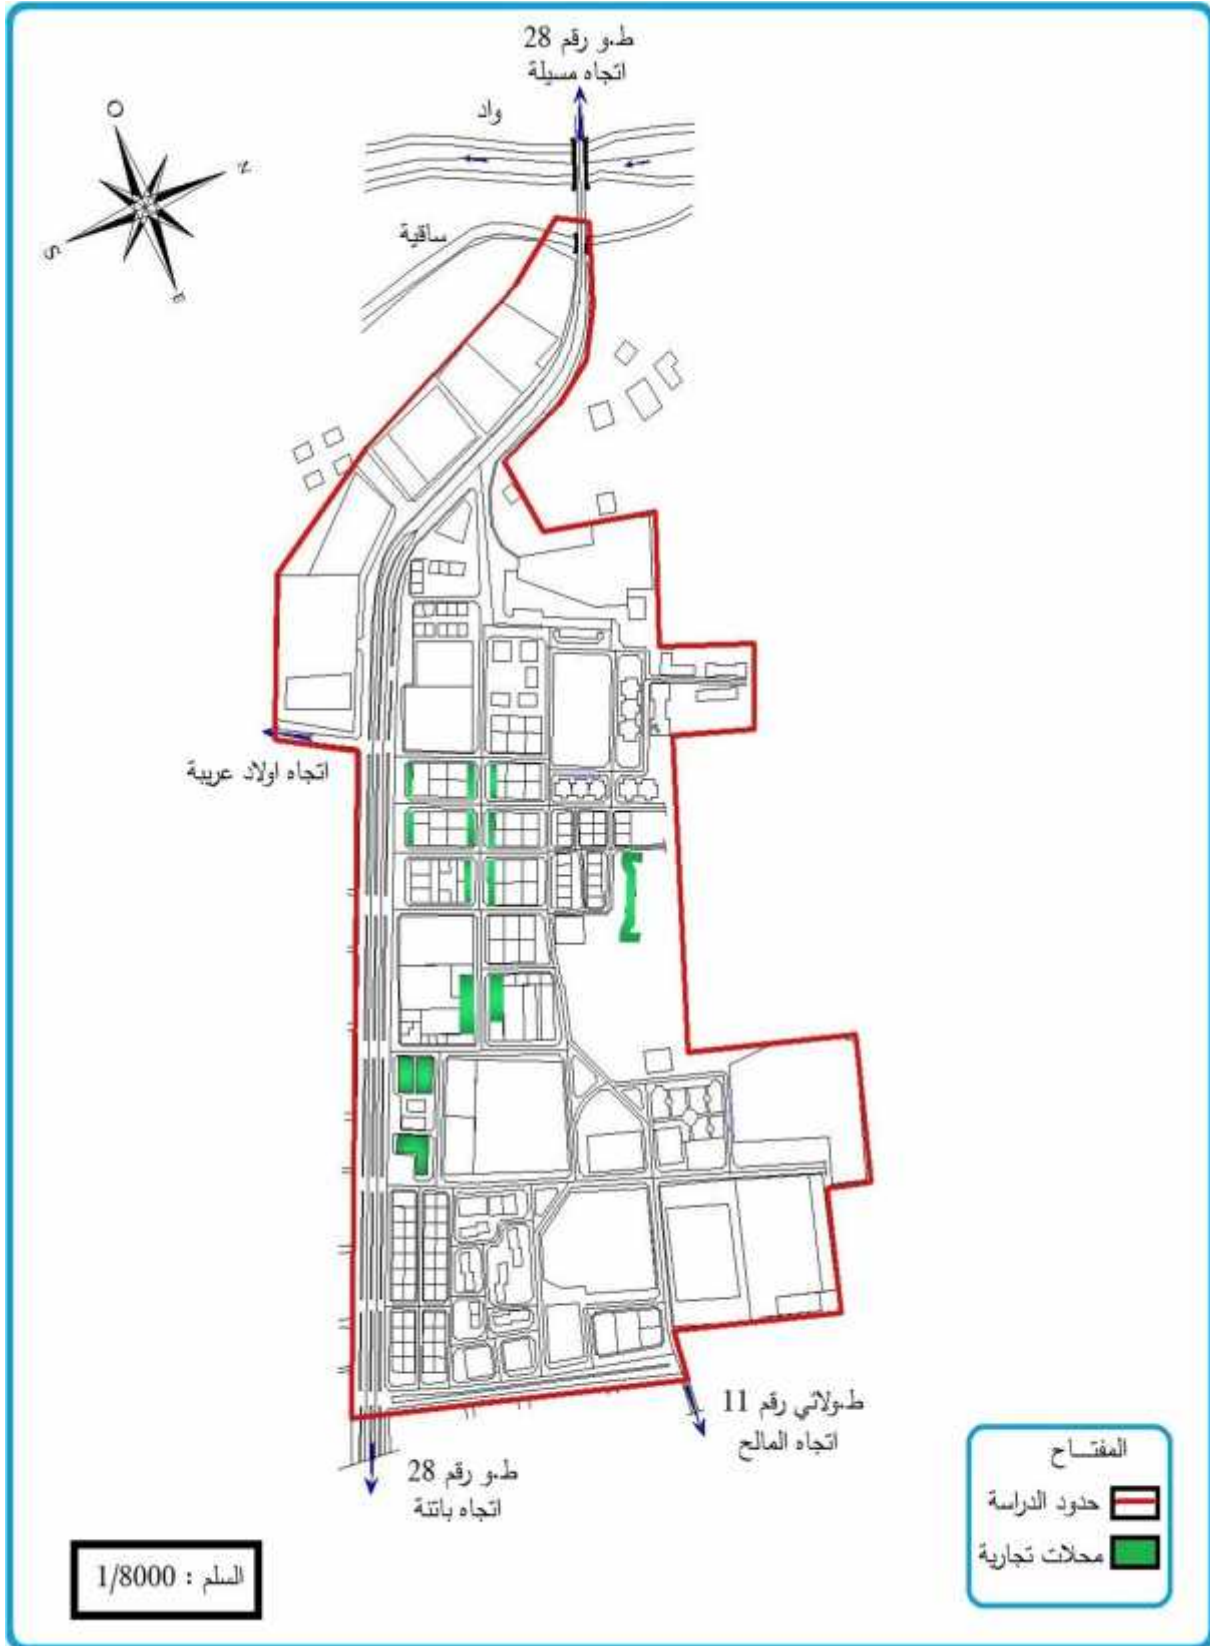 ط.و رقم 28
اتجاه مسيلة
واد
O
N
S
E
ساقية
اتجاه اولاد عريبة
ط.ولائي رقم 11
اتجاه المالح
ط.و رقم 28
اتجاه باتنة
المفتـــاح
حدود الدراسة
محلات تجارية
السلم : 1/8000